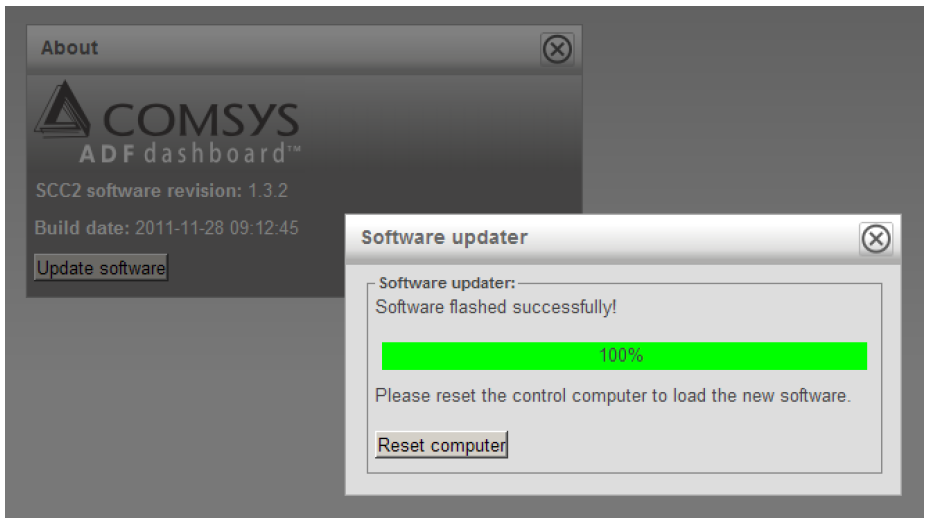 About
COMSYS
ADF dashboard™
SCC2 software revision: 1.3.2
Build date: 2011-11-28 09:12:45
Update software
Software updater
Software updater:
Software flashed successfully!
100%
Please reset the control computer to load the new software.
Reset computer